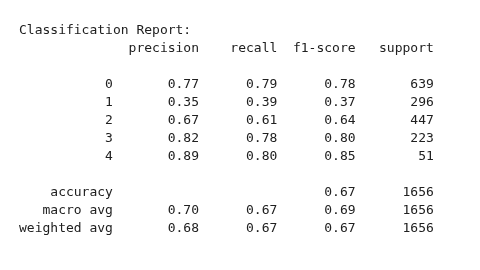 Classification Report:
              precision    recall  f1-score   support

           0       0.77      0.79      0.78       639
           1       0.35      0.39      0.37       296
           2       0.67      0.61      0.64       447
           3       0.82      0.78      0.80       223
           4       0.89      0.80      0.85        51

    accuracy                           0.67      1656
   macro avg       0.70      0.67      0.69      1656
weighted avg       0.68      0.67      0.67      1656